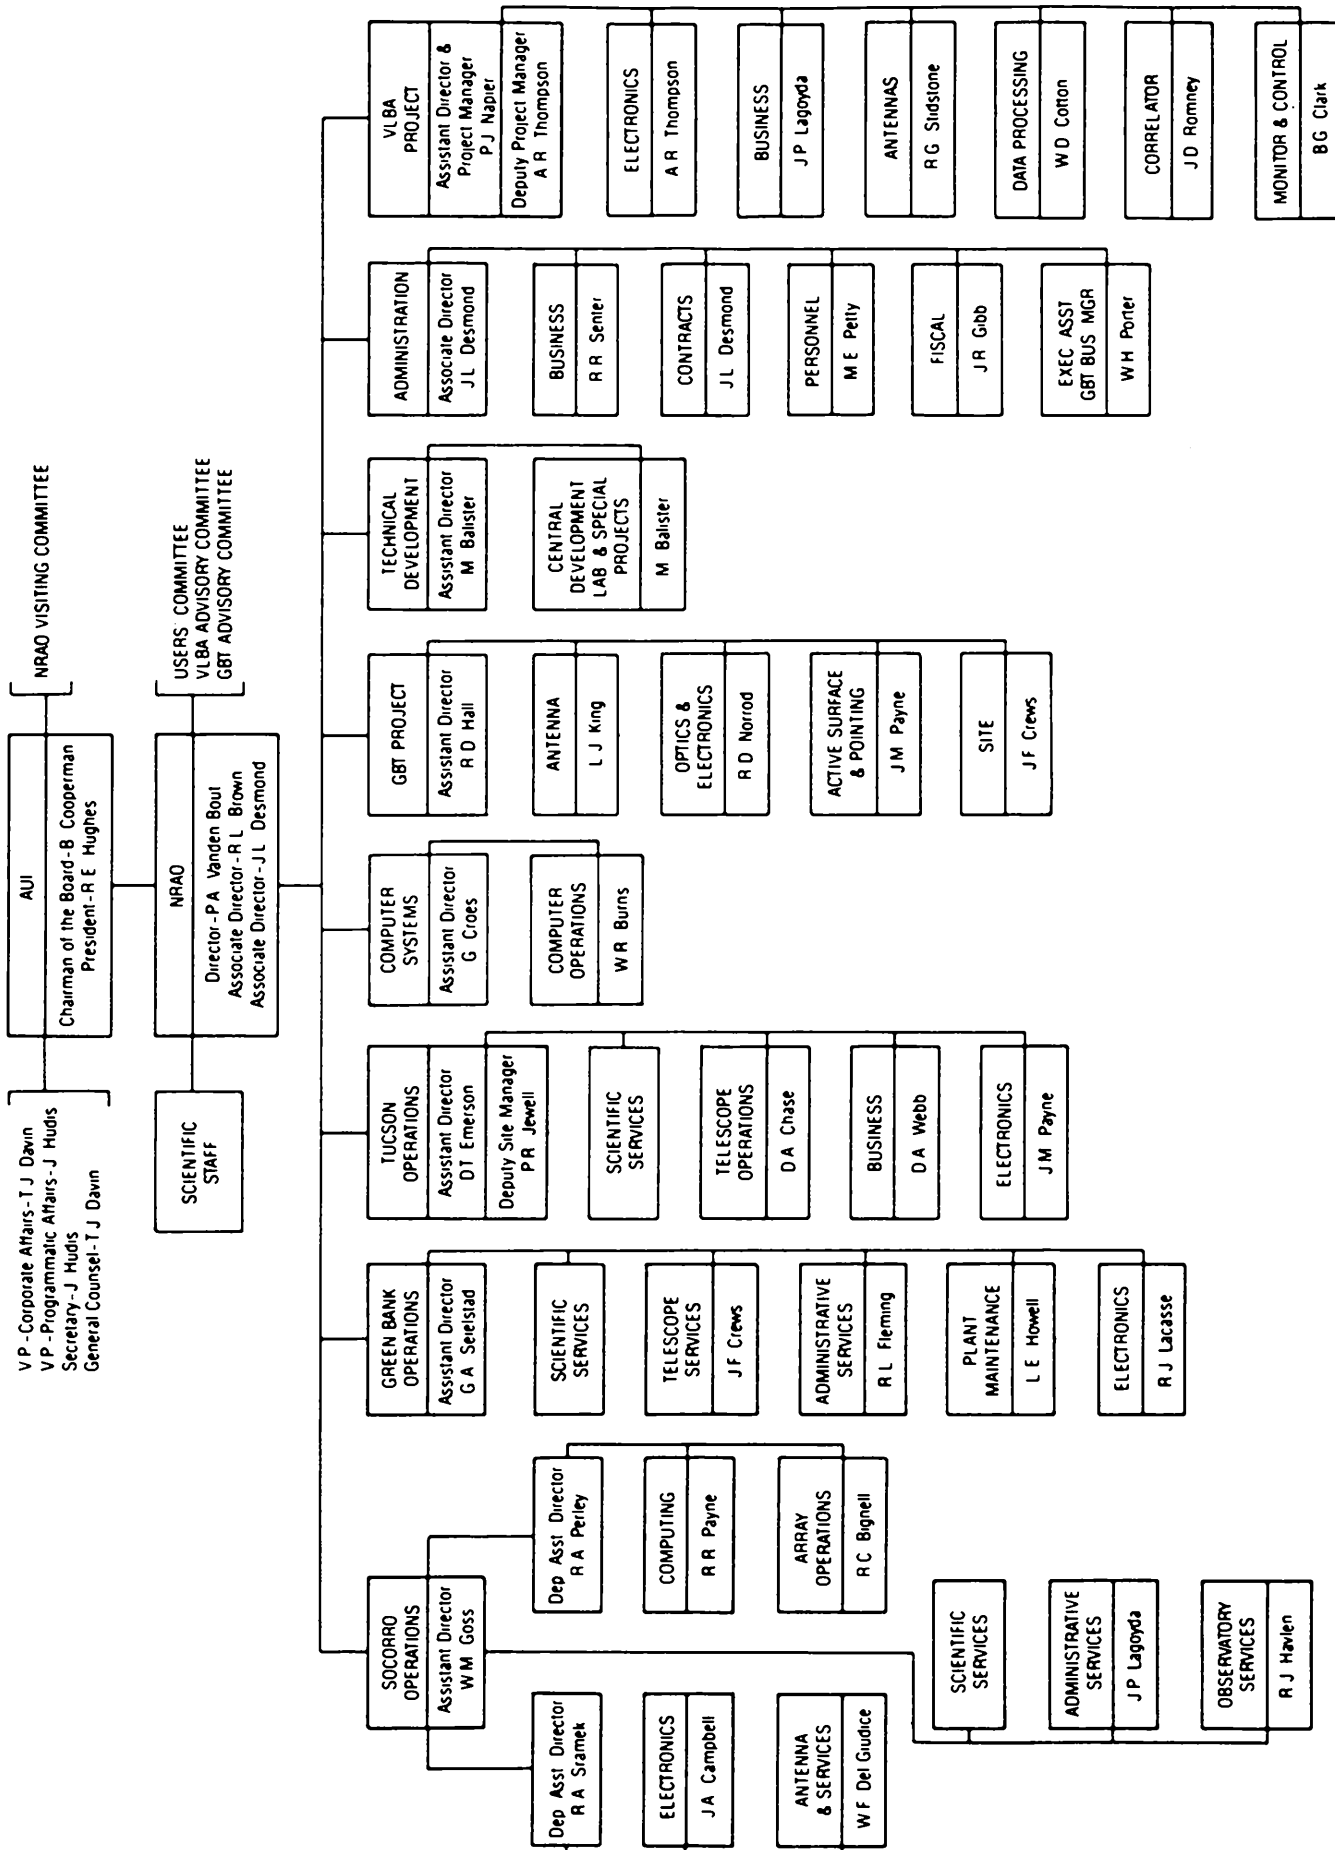 V P - Corporate Affairs - T J Davin
V P - Programmatic Affairs - J Hudis
Secretary - J Hudis
General Counsel - T J Davin
AUI
Chairman of the Board - B Cooperman
President - R E Hughes
NRAO VISITING COMMITTEE
SCIENTIFIC
STAFF
NRAO
Director - P A Vanden Bout
Associate Director - R L Brown
Associate Director - J L Desmond
USERS' COMMITTEE
VLBA ADVISORY COMMITTEE
GBT ADVISORY COMMITTEE
SOCORRO
OPERATIONS
Assistant Director
W M Goss
Dep Asst Director
R A Sramek
ELECTRONICS
J A Campbell
ANTENNA
& SERVICES
W F Del Giudice
Dep Asst Director
R A Perley
COMPUTING
R R Payne
ARRAY
OPERATIONS
R C Bignell
SCIENTIFIC
SERVICES
ADMINISTRATIVE
SERVICES
J P Lagoyda
OBSERVATORY
SERVICES
R J Havlen
GREEN BANK
OPERATIONS
Assistant Director
G A Seielstad
SCIENTIFIC
SERVICES
TELESCOPE
SERVICES
J F Crews
ADMINISTRATIVE
SERVICES
R L Fleming
PLANT
MAINTENANCE
L E Howell
ELECTRONICS
R J Lacasse
TUCSON
OPERATIONS
Assistant Director
D T Emerson
Deputy Site Manager
P R Jewell
SCIENTIFIC
SERVICES
TELESCOPE
OPERATIONS
D A Chase
BUSINESS
D A Webb
ELECTRONICS
J M Payne
COMPUTER
SYSTEMS
Assistant Director
G Croes
COMPUTER
OPERATIONS
W R Burns
GBT PROJECT
Assistant Director
R D Hall
ANTENNA
L J King
OPTICS &
ELECTRONICS
R D Norrod
ACTIVE SURFACE
& POINTING
J M Payne
SITE
J F Crews
TECHNICAL
DEVELOPMENT
Assistant Director
M Balister
CENTRAL
DEVELOPMENT
LAB & SPECIAL
PROJECTS
M Balister
ADMINISTRATION
Associate Director
J L Desmond
BUSINESS
R R Senter
CONTRACTS
J L Desmond
PERSONNEL
M E Petty
FISCAL
J R Gibb
EXEC ASST
GBT BUS MGR
W H Porter
VLBA
PROJECT
Assistant Director &
Project Manager
P J Napier
Deputy Project Manager
A R Thompson
ELECTRONICS
A R Thompson
BUSINESS
J P Lagoyda
ANTENNAS
R G Stidstone
DATA PROCESSING
W D Cotton
CORRELATOR
J D Romney
MONITOR & CONTROL
B G Clark